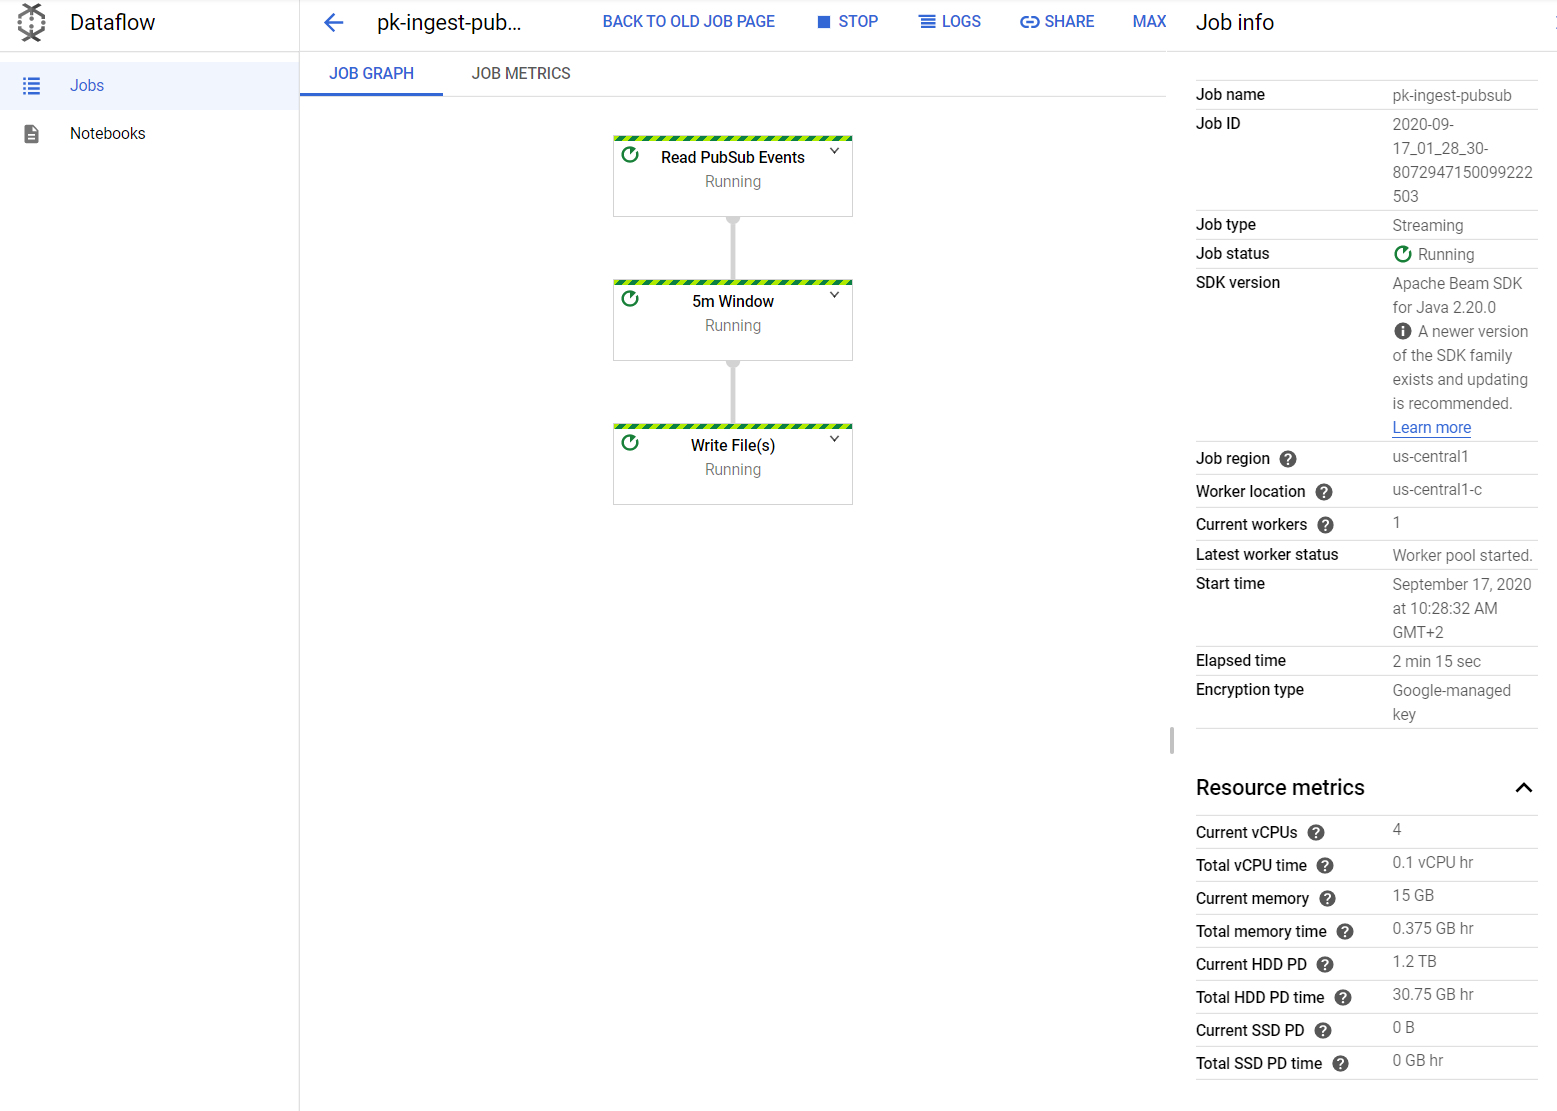 Dataflow
pk-ingest-pub...
BACK TO OLD JOB PAGE
STOP
LOGS
SHARE
MAX
Job info
Jobs
Notebooks
JOB GRAPH
JOB METRICS
Read PubSub Events
Running
5m Window
Running
Write File(s)
Running
Job name
pk-ingest-pubsub
Job ID
2020-09-
17_01_28_30-
8072947150099222
503
Job type
Streaming
Job status
Running
SDK version
Apache Beam SDK
for Java 2.20.0
A newer version
of the SDK family
exists and updating
is recommended.
Learn more
Job region
us-central1
Worker location
us-central1-c
Current workers
1
Latest worker status
Worker pool started.
Start time
September 17, 2020
at 10:28:32 AM
GMT+2
Elapsed time
2 min 15 sec
Encryption type
Google-managed
key
Resource metrics
Current vCPUs
4
Total vCPU time
0.1 vCPU hr
Current memory
15 GB
Total memory time
0.375 GB hr
Current HDD PD
1.2 TB
Total HDD PD time
30.75 GB hr
Current SSD PD
0 B
Total SSD PD time
0 GB hr